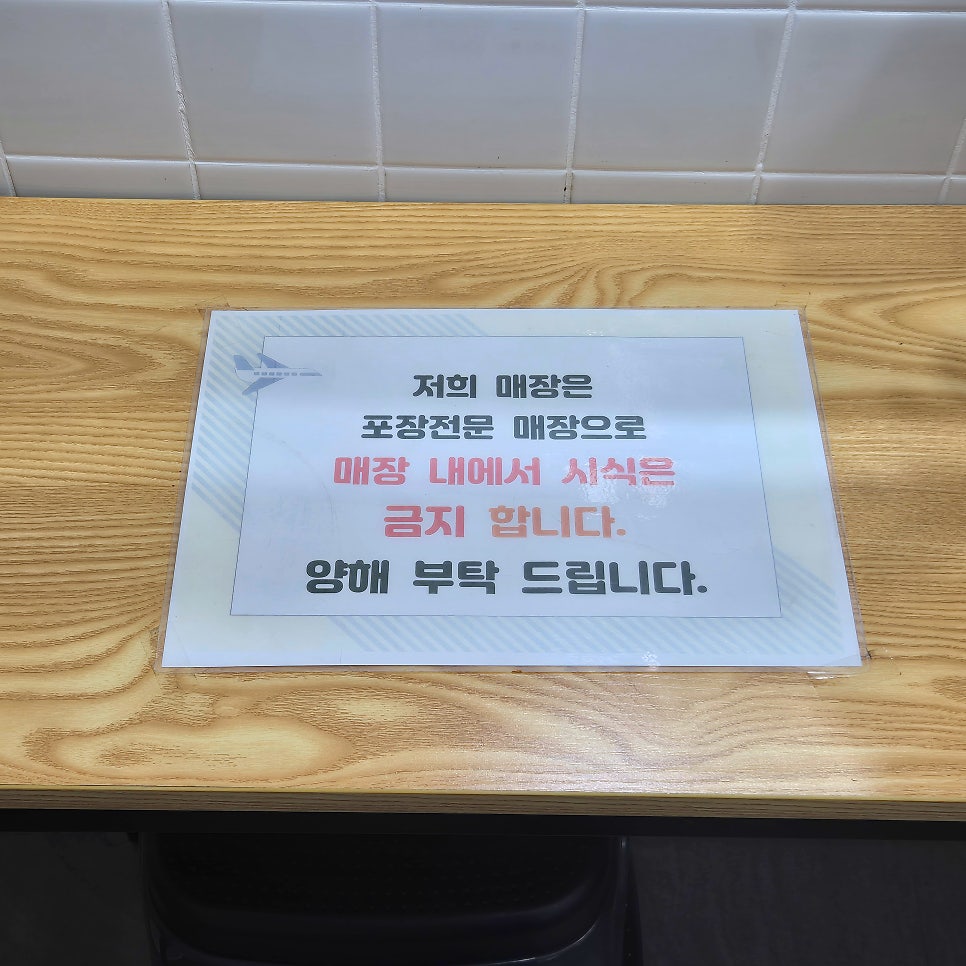 저희 매장은
포장전문 매장으로
매장 내에서 시식은
금지 합니다.
양해 부탁 드립니다.